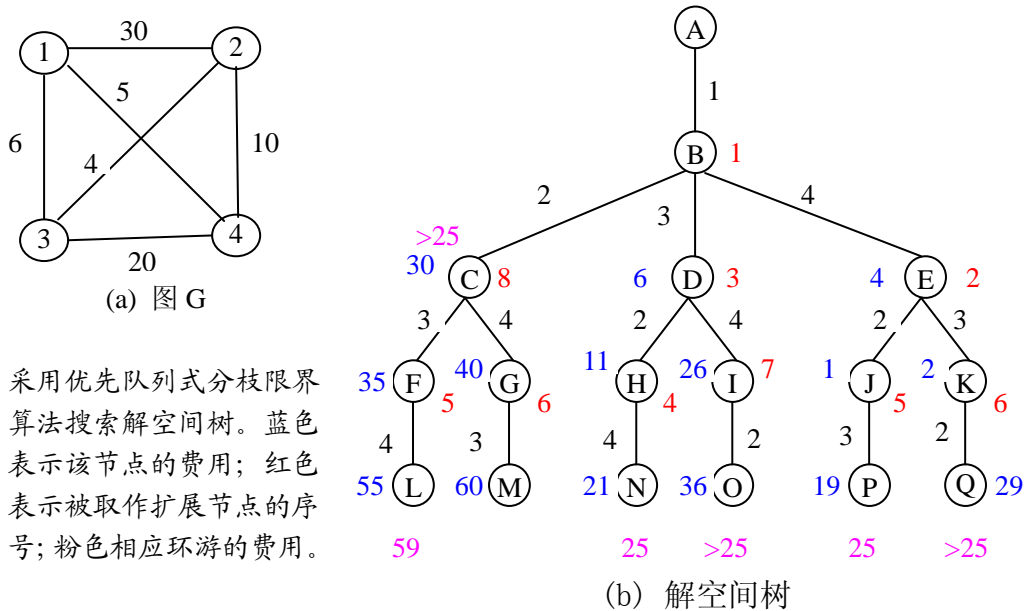 30
1
2
5
6
4
10
3
4
20
(a) 图 G
采用优先队列式分枝限界
算法搜索解空间树。蓝色
表示该节点的费用；红色
表示被取作扩展节点的序
号；粉色相应环游的费用。
A
1
B 1
2
3
4
>25
30 C 8
6 D 3
4 E 2
3
4
2
4
2
3
35 F 5
40 G 6
11 H 4
26 I 7
1 J 5
2 K 6
4
3
4
2
3
2
55 L
60 M
21 N
36 O
19 P
Q 29
59
25
>25
25
>25
(b) 解空间树